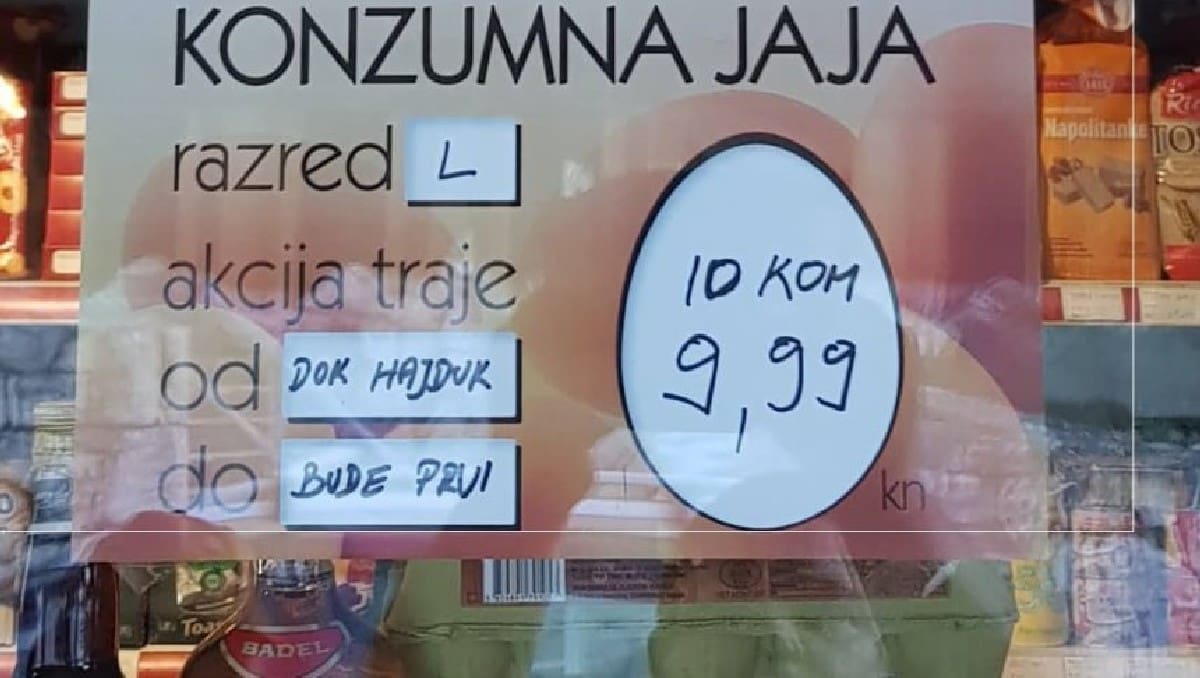 KONZUMNA JAJA
razred L
akcija traje
od DOK HAJDUK
do BUDE PRVI
10 KOM
9,99
kn
Napolitanke
BADEL